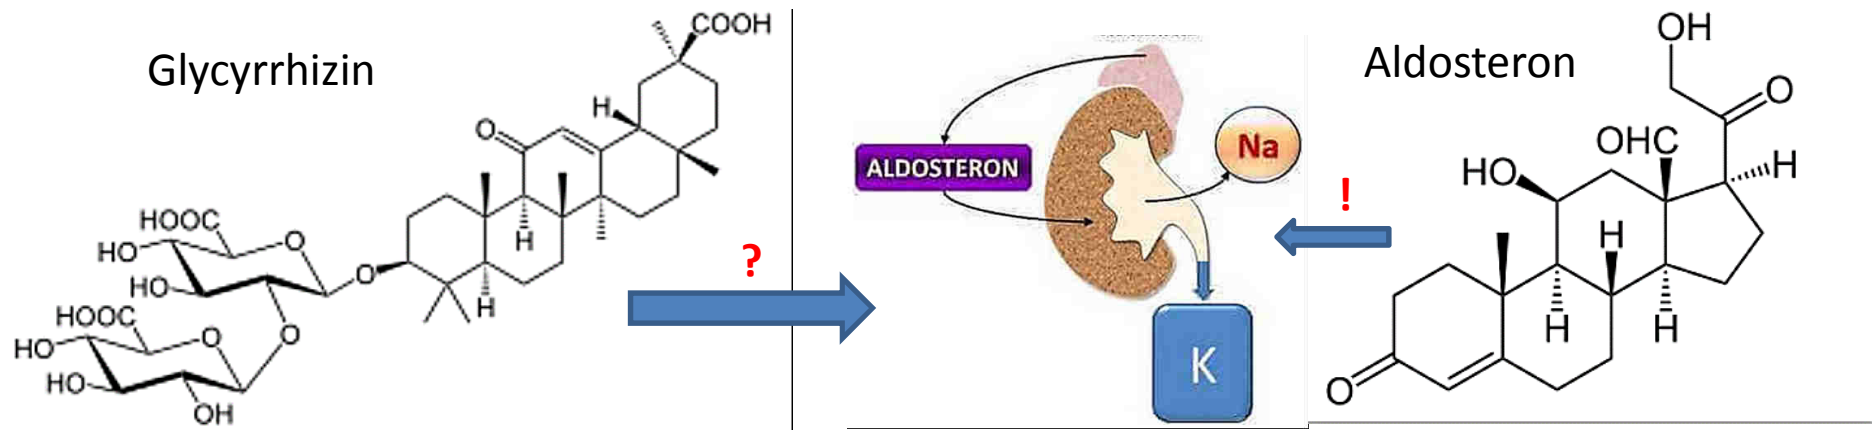 Glycyrrhizin
COOH
H
O
H
H
O
HOOC
O
HO
HO
HOOC
O
O
HO
HO
OH
?
ALDOSTERON
Na
K
!
Aldosteron
OH
O
OHC
H
HO
H
H
H
O